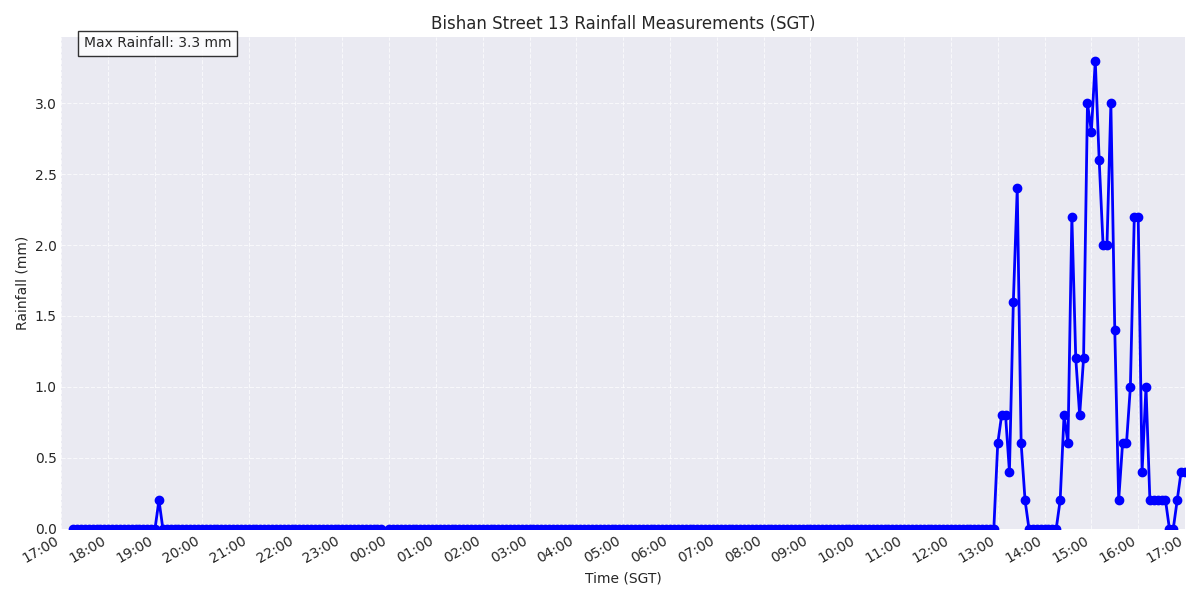 Bishan Street 13 Rainfall Measurements (SGT)
Max Rainfall: 3.3 mm
Rainfall (mm)
3.0
2.5
2.0
1.5
1.0
0.5
0.0
17:00 18:00 19:00 20:00 21:00 22:00 23:00 00:00 01:00 02:00 03:00 04:00 05:00 06:00 07:00 08:00 09:00 10:00 11:00 12:00 13:00 14:00 15:00 16:00 17:00
Time (SGT)